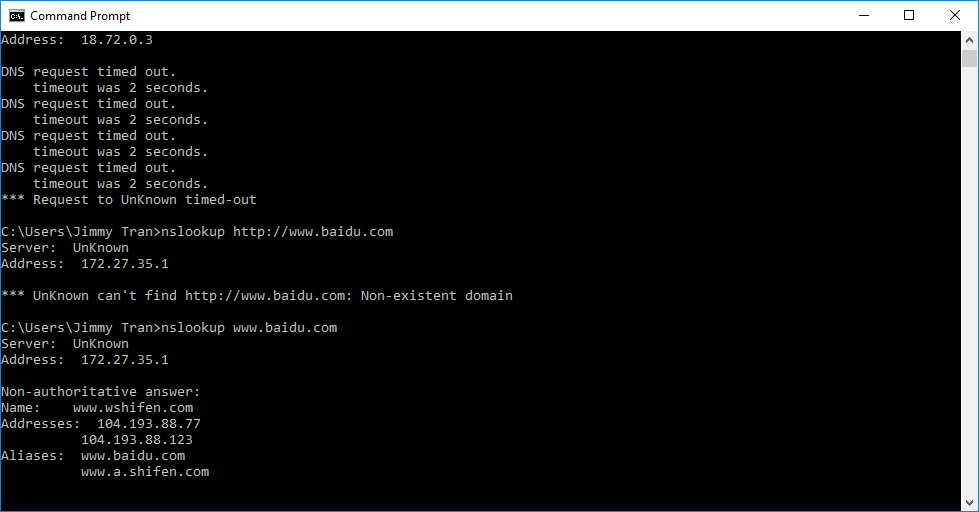 Command Prompt
Address:  18.72.0.3
DNS request timed out.
    timeout was 2 seconds.
DNS request timed out.
    timeout was 2 seconds.
DNS request timed out.
    timeout was 2 seconds.
DNS request timed out.
    timeout was 2 seconds.
*** Request to UnKnown timed-out
C:\Users\Jimmy Tran>nslookup http://www.baidu.com
Server:  UnKnown
Address:  172.27.35.1
*** UnKnown can't find http://www.baidu.com: Non-existent domain
C:\Users\Jimmy Tran>nslookup www.baidu.com
Server:  UnKnown
Address:  172.27.35.1
Non-authoritative answer:
Name:    www.wshifen.com
Addresses:  104.193.88.77
          104.193.88.123
Aliases:  www.baidu.com
          www.a.shifen.com